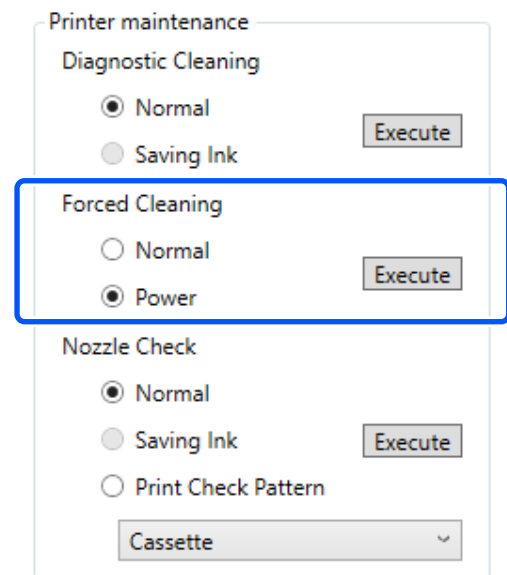 Printer maintenance
Diagnostic Cleaning
Normal
Execute
Saving Ink
Forced Cleaning
Normal
Execute
Power
Nozzle Check
Normal
Saving Ink
Execute
Print Check Pattern
Cassette